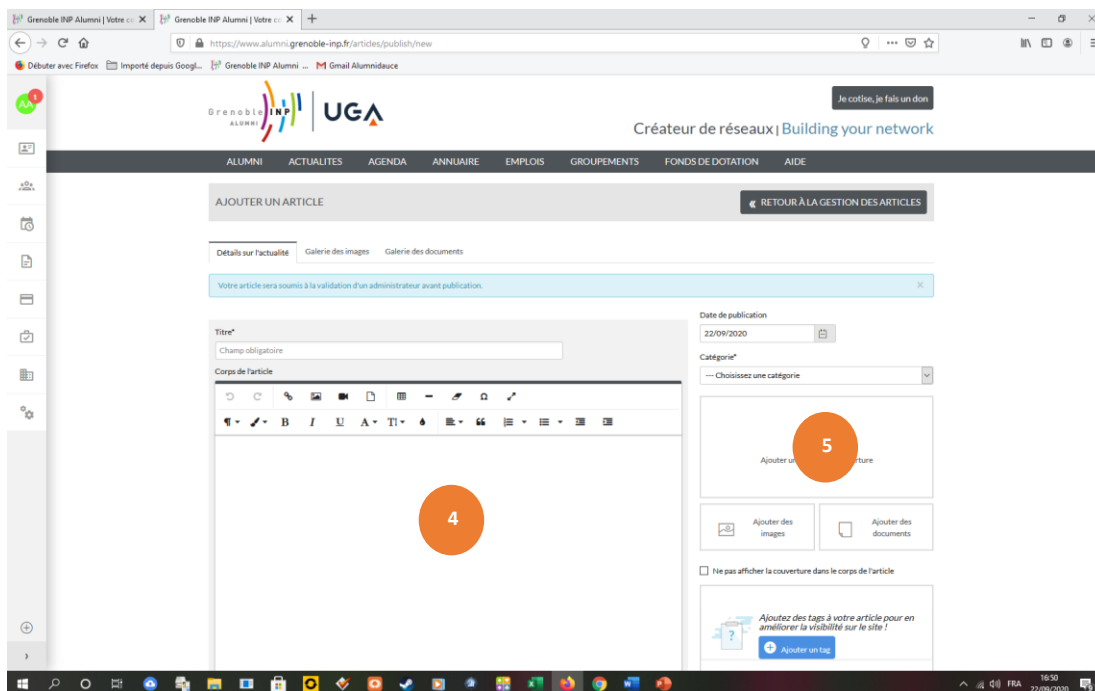 Grenoble INP Alumni | Votre co
Grenoble INP Alumni | Votre co
https://www.alumni.grenoble-inp.fr/articles/publish/new
Débuter avec Firefox
Importé depuis Googl...
Grenoble INP Alumni ...
Gmail Alumnidauce
AA
1
Grenoble INP
ALUMNI
UGA
Je cotise, je fais un don
Créateur de réseaux | Building your network
ALUMNI ACTUALITES AGENDA ANNUAIRE EMPLOIS GROUPEMENTS FONDS DE DOTATION AIDE
AJOUTER UN ARTICLE
RETOUR À LA GESTION DES ARTICLES
Détails sur l'actualité
Galerie des images
Galerie des documents
Votre article sera soumis à la validation d'un administrateur avant publication.
Titre*
Champ obligatoire
Corps de l'article
Date de publication
22/09/2020
Catégorie*
--- Choisissez une catégorie
4
5
Ajouter
Ajouter des
images
Ajouter des
documents
Ne pas afficher la couverture dans le corps de l'article
Ajoutez des tags à votre article pour en
améliorer la visibilité sur le site !
Ajouter un tag
FRA
16:50
22/09/2020